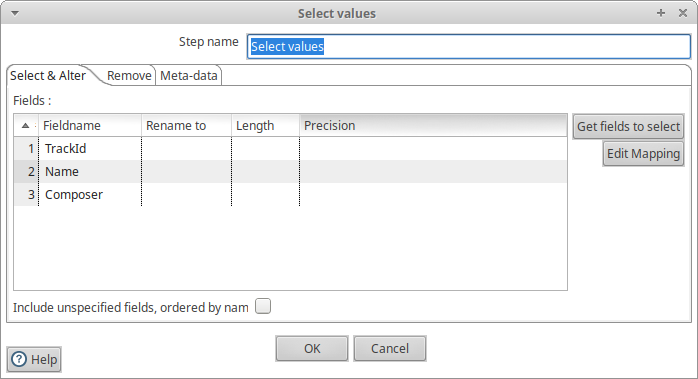 Select values
Step name Select values
Select & Alter Remove Meta-data
Fields :
Fieldname Rename to Length Precision
1 TrackId
2 Name
3 Composer
Get fields to select
Edit Mapping
Include unspecified fields, ordered by nam
OK Cancel
? Help